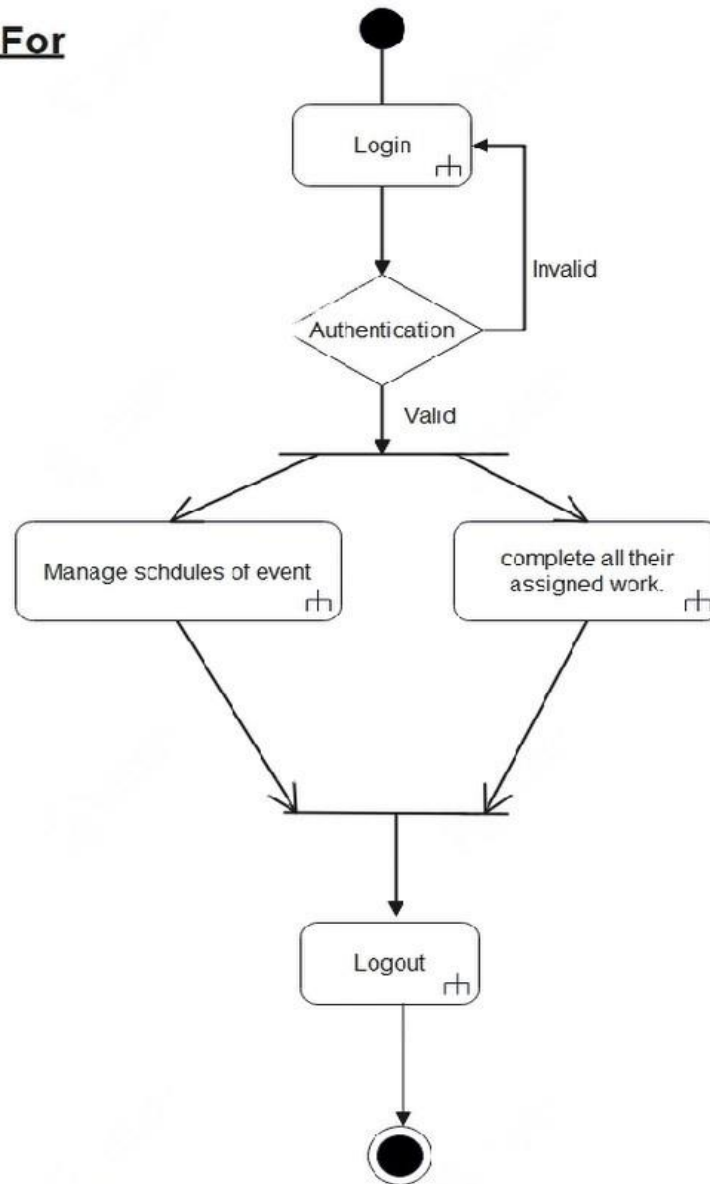 For
Login
Invalid
Authentication
Valid
Manage schdules of event
complete all their
assigned work.
Logout